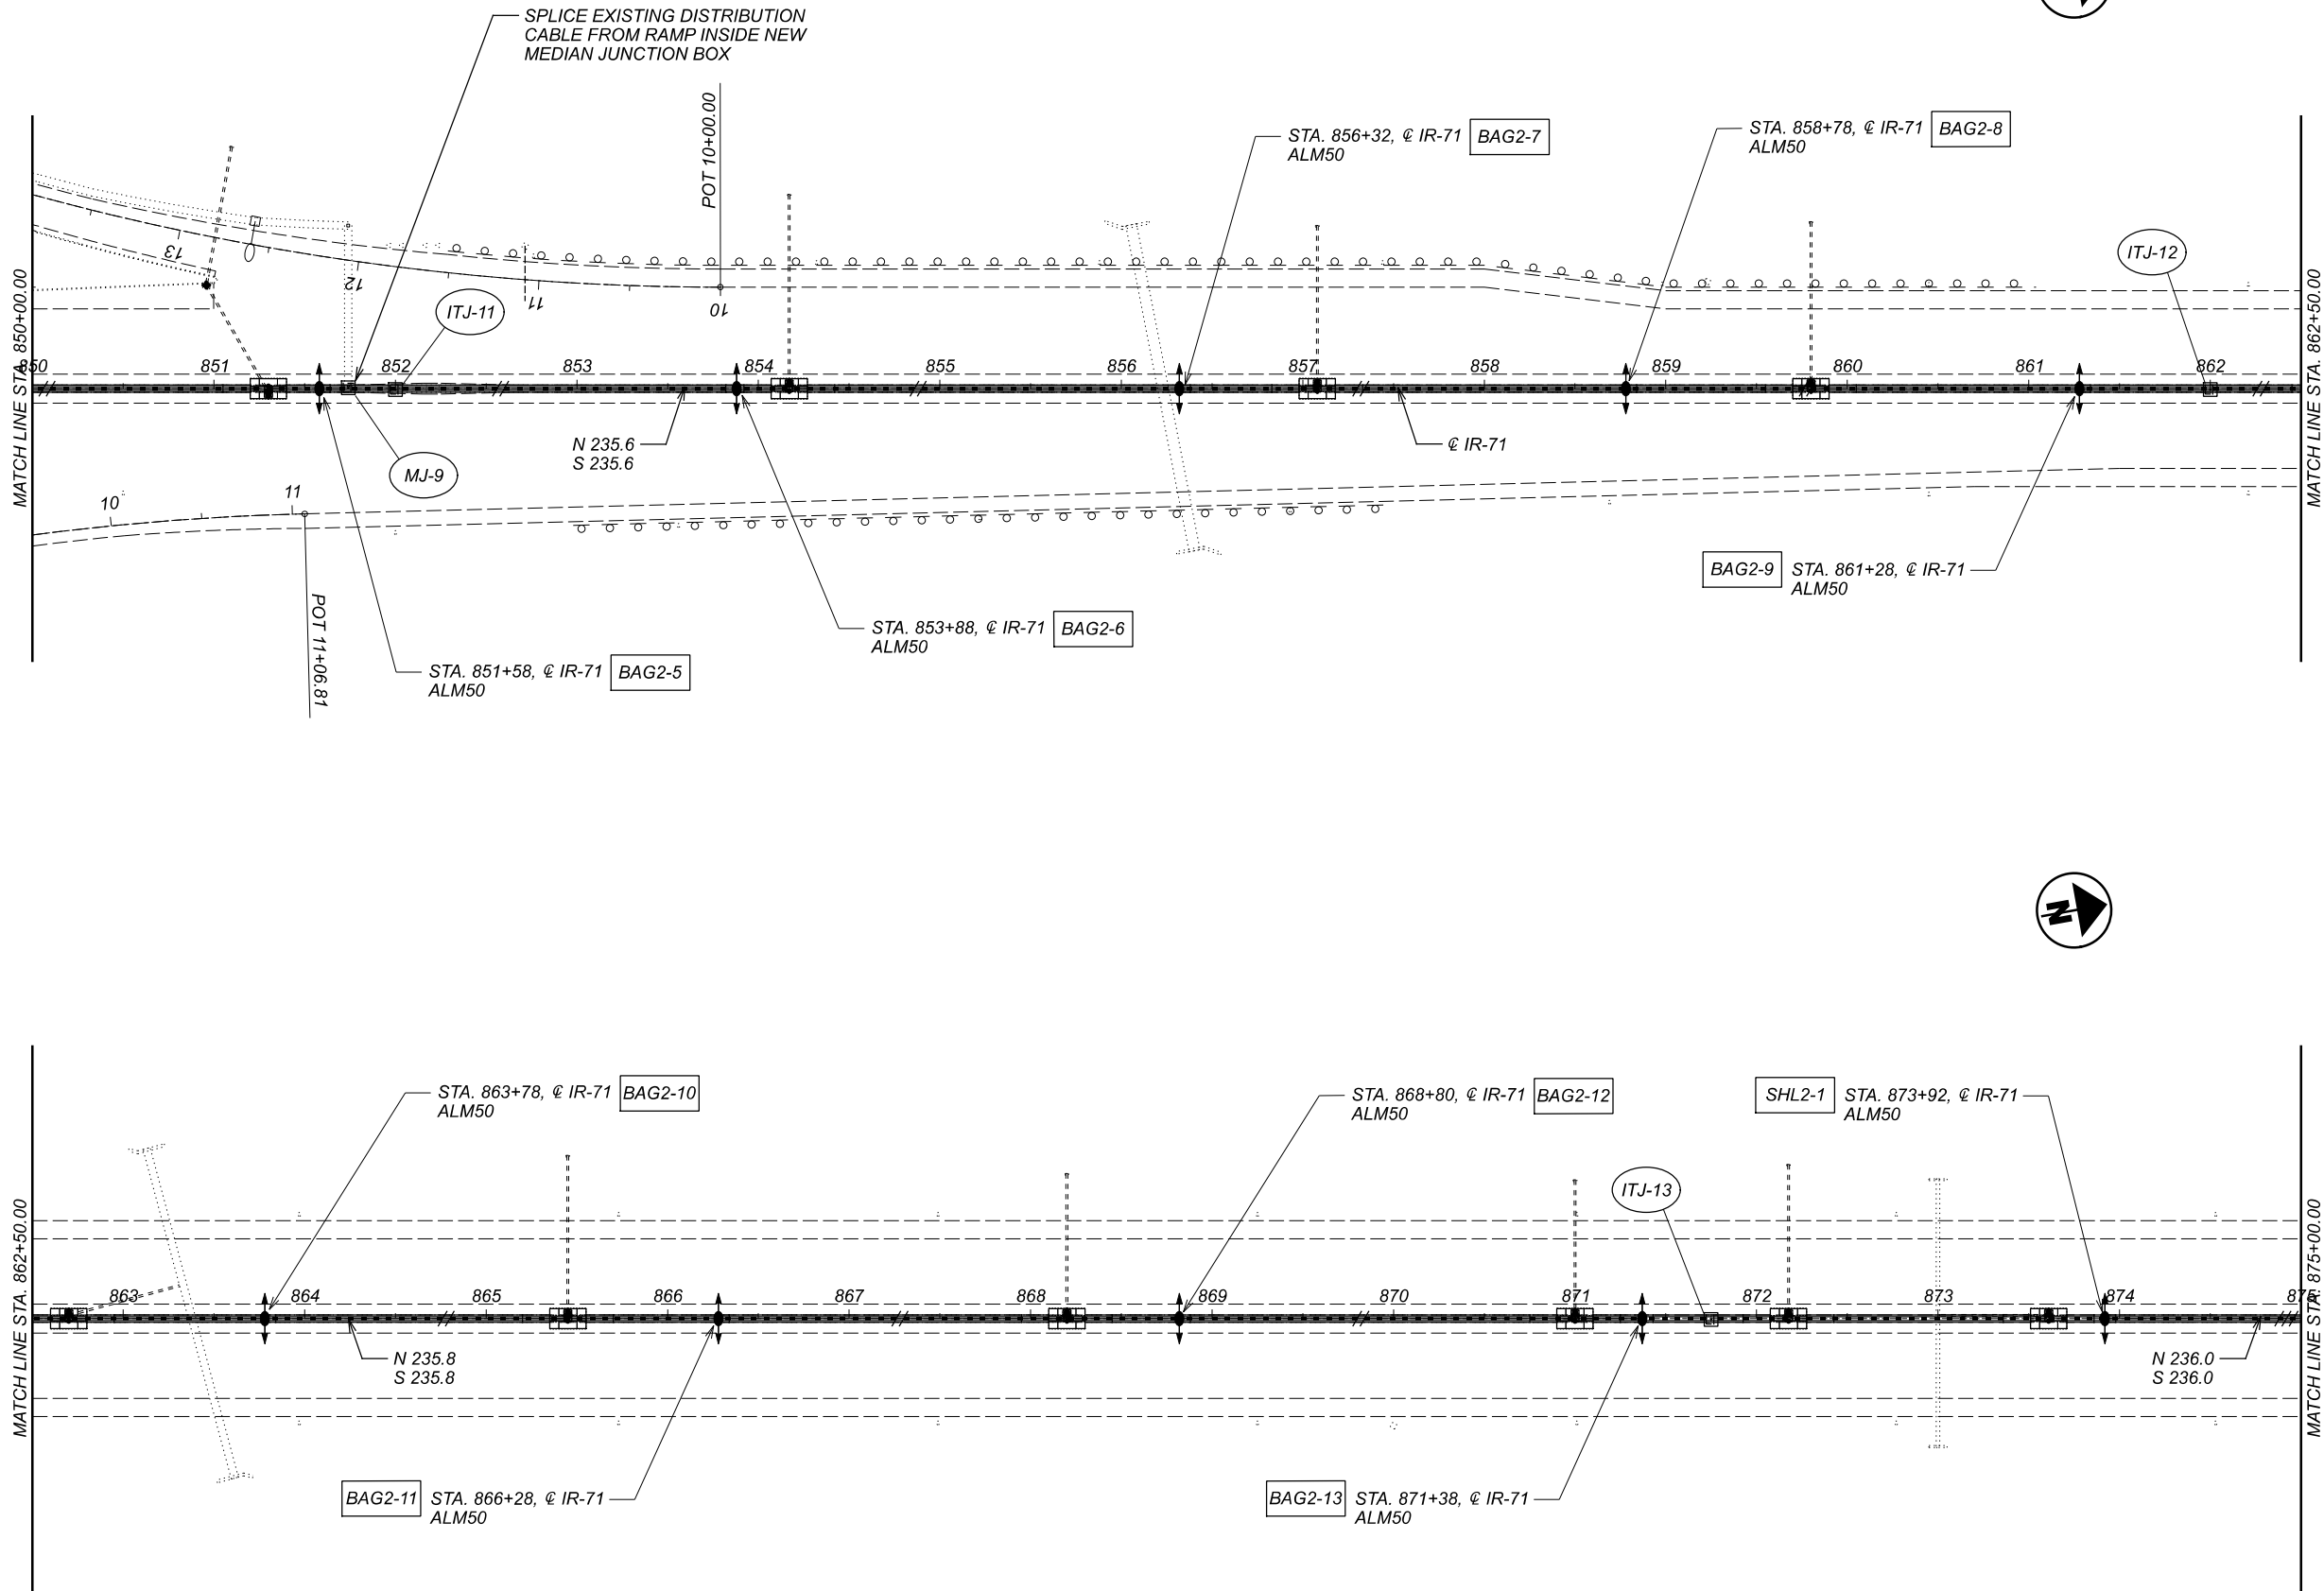 SPLICE EXISTING DISTRIBUTION
CABLE FROM RAMP INSIDE NEW
MEDIAN JUNCTION BOX
POT 10+00.00
STA. 856+32, ℄ IR-71
ALM50
BAG2-7
STA. 858+78, ℄ IR-71
ALM50
BAG2-8
MATCH LINE STA. 850+00.00
13
12
11
10
ITJ-11
ITJ-12
850
851
852
853
854
855
856
857
858
859
860
861
862
MATCH LINE STA. 862+50.00
N 235.6
S 235.6
℄ IR-71
MJ-9
10
11
POT 11+06.81
BAG2-9
STA. 861+28, ℄ IR-71
ALM50
STA. 853+88, ℄ IR-71
ALM50
BAG2-6
STA. 851+58, ℄ IR-71
ALM50
BAG2-5
N
STA. 863+78, ℄ IR-71
ALM50
BAG2-10
STA. 868+80, ℄ IR-71
ALM50
BAG2-12
SHL2-1
STA. 873+92, ℄ IR-71
ALM50
ITJ-13
MATCH LINE STA. 862+50.00
863
864
865
866
867
868
869
870
871
872
873
874
875
MATCH LINE STA. 875+00.00
N 235.8
S 235.8
N 236.0
S 236.0
BAG2-11
STA. 866+28, ℄ IR-71
ALM50
BAG2-13
STA. 871+38, ℄ IR-71
ALM50